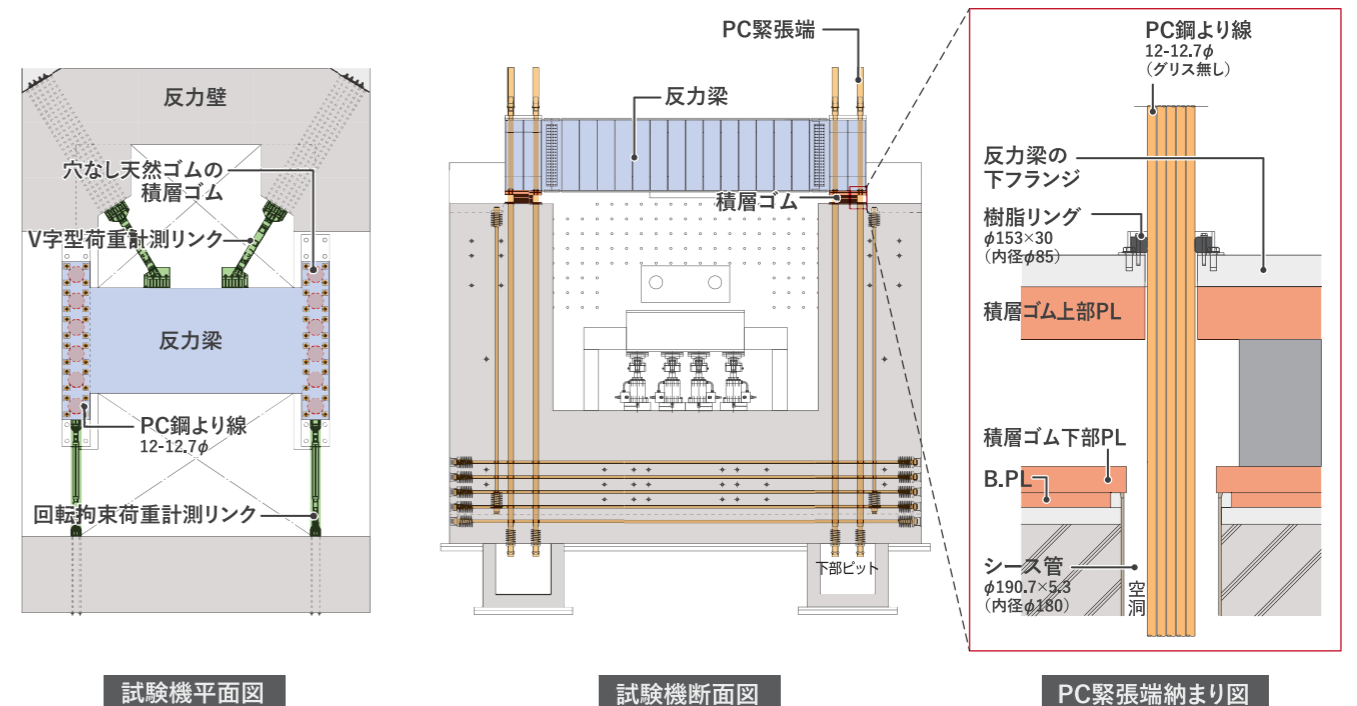 反力壁
穴なし天然ゴムの
積層ゴム
V字型荷重計測リンク
反力梁
PC鋼より線
12-12.7φ
回転拘束荷重計測リンク
試験機平面図
PC緊張端
反力梁
積層ゴム
下部ピット
試験機断面図
PC鋼より線
12-12.7φ
（グリス無し）
反力梁の
下フランジ
樹脂リング
φ153×30
（内径φ85）
積層ゴム上部PL
積層ゴム下部PL
B.PL
シース管
φ190.7×5.3
（内径φ180）
空洞
PC緊張端納まり図